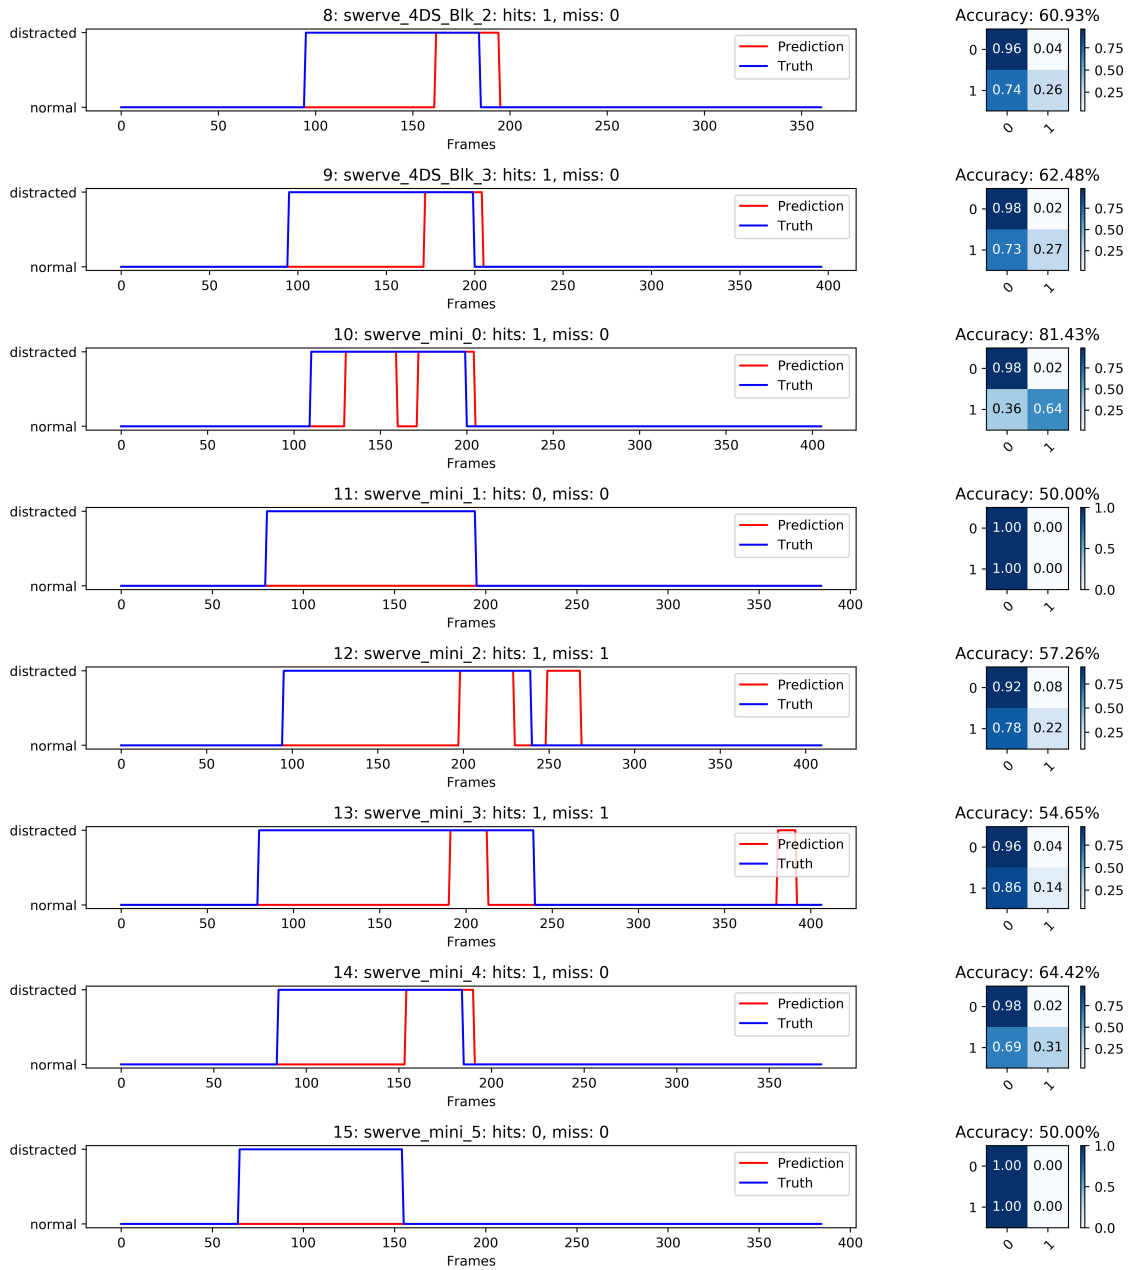 8: swerve_4DS_Blk_2: hits: 1, miss: 0
Accuracy: 60.93%
distracted
normal
Prediction
Truth
0 50 100 150 200 250 300 350
Frames
0 0.96 0.04
1 0.74 0.26
0 1
0.75
0.50
0.25
9: swerve_4DS_Blk_3: hits: 1, miss: 0
Accuracy: 62.48%
distracted
normal
Prediction
Truth
0 50 100 150 200 250 300 350 400
Frames
0 0.98 0.02
1 0.73 0.27
0 1
0.75
0.50
0.25
10: swerve_mini_0: hits: 1, miss: 0
Accuracy: 81.43%
distracted
normal
Prediction
Truth
0 50 100 150 200 250 300 350 400
Frames
0 0.98 0.02
1 0.36 0.64
0 1
0.75
0.50
0.25
11: swerve_mini_1: hits: 0, miss: 0
Accuracy: 50.00%
distracted
normal
Prediction
Truth
0 50 100 150 200 250 300 350 400
Frames
0 1.00 0.00
1 1.00 0.00
0 1
1.0
0.5
0.0
12: swerve_mini_2: hits: 1, miss: 1
Accuracy: 57.26%
distracted
normal
Prediction
Truth
0 50 100 150 200 250 300 350 400
Frames
0 0.92 0.08
1 0.78 0.22
0 1
0.75
0.50
0.25
13: swerve_mini_3: hits: 1, miss: 1
Accuracy: 54.65%
distracted
normal
Prediction
Truth
0 50 100 150 200 250 300 350 400
Frames
0 0.96 0.04
1 0.86 0.14
0 1
0.75
0.50
0.25
14: swerve_mini_4: hits: 1, miss: 0
Accuracy: 64.42%
distracted
normal
Prediction
Truth
0 50 100 150 200 250 300 350
Frames
0 0.98 0.02
1 0.69 0.31
0 1
0.75
0.50
0.25
15: swerve_mini_5: hits: 0, miss: 0
Accuracy: 50.00%
distracted
normal
Prediction
Truth
0 50 100 150 200 250 300 350 400
Frames
0 1.00 0.00
1 1.00 0.00
0 1
1.0
0.5
0.0